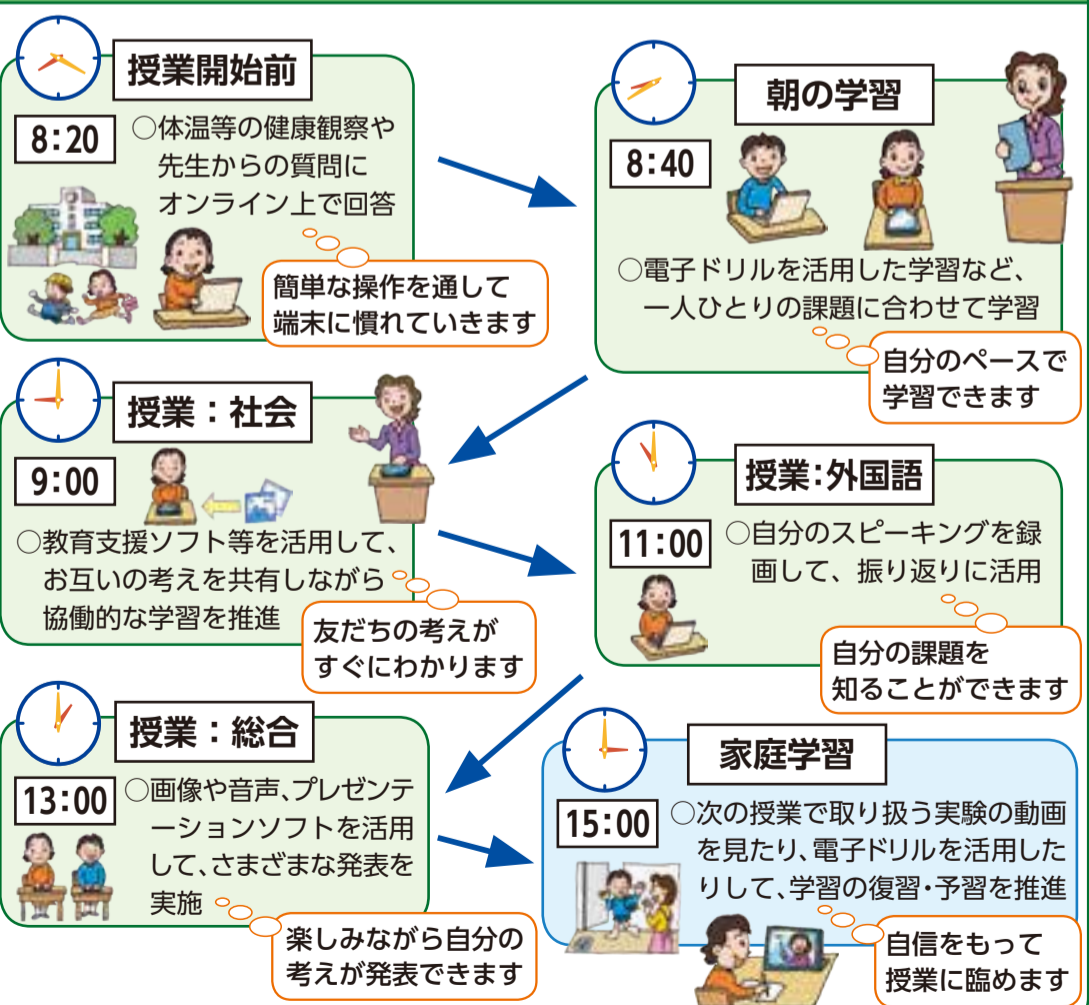 授業開始前
8:20
○体温等の健康観察や
先生からの質問に
オンライン上で回答
簡単な操作を通して
端末に慣れていきます
朝の学習
8:40
○電子ドリルを活用した学習など、
一人ひとりの課題に合わせて学習
自分のペースで
学習できます
授業：社会
9:00
○教育支援ソフト等を活用して、
お互いの考えを共有しながら
協働的な学習を推進
友だちの考えが
すぐにわかります
授業：外国語
11:00
○自分のスピーキングを録
画して、振り返りに活用
自分の課題を
知ることができます
授業：総合
13:00
○画像や音声、プレゼンテ
ーションソフトを活用
して、さまざまな発表を
実施
楽しみながら自分の
考えが発表できます
家庭学習
15:00
○次の授業で取り扱う実験の動画
を見たり、電子ドリルを活用した
りして、学習の復習・予習を推進
自信をもって
授業に臨めます